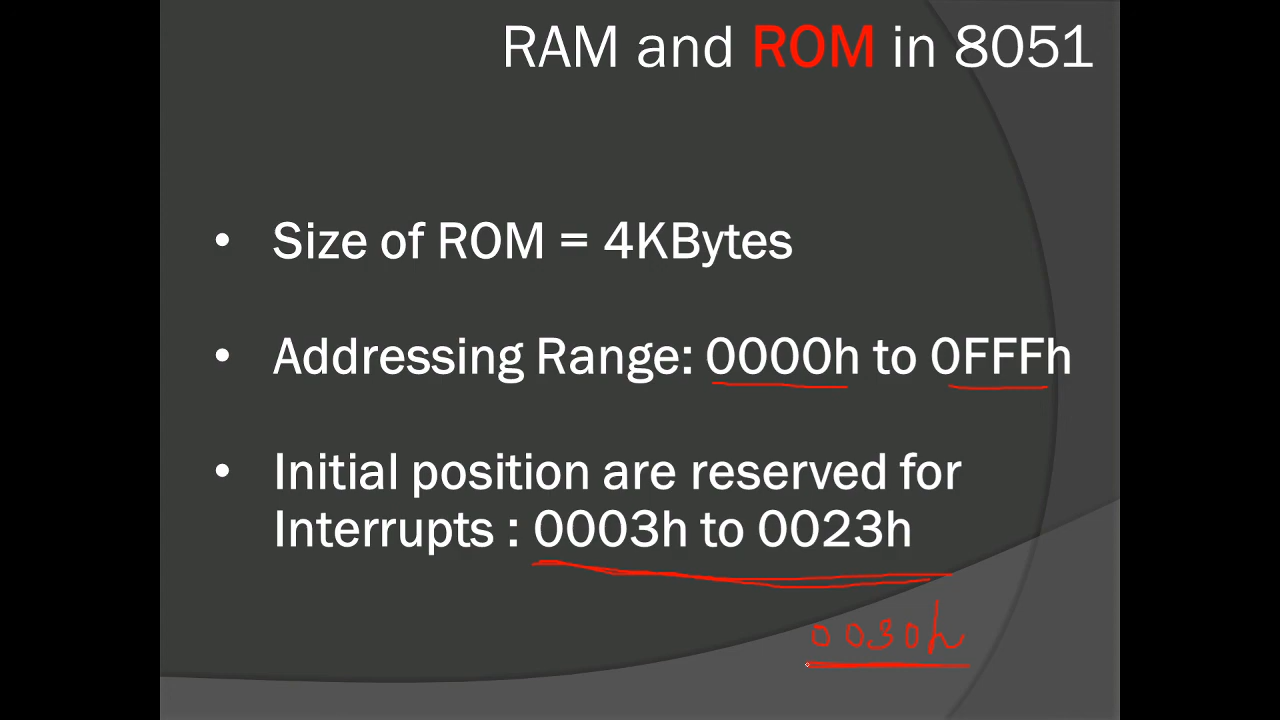 RAM and ROM in 8051
• Size of ROM = 4KBytes
• Addressing Range: 0000h to 0FFFh
• Initial position are reserved for
Interrupts : 0003h to 0023h
0030h